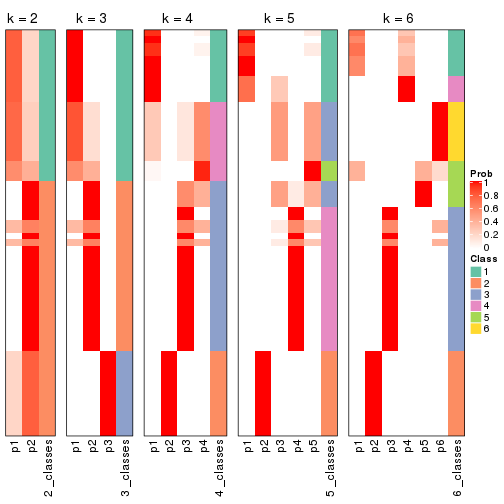 k = 2
k = 3
k = 4
k = 5
k = 6
p1
p2
2_classes
p1
p2
p3
3_classes
p1
p2
p3
p4
4_classes
p1
p2
p3
p4
p5
5_classes
p1
p2
p3
p4
p5
p6
6_classes
Prob
1
0.8
0.6
0.4
0.2
0
Class
1
2
3
4
5
6